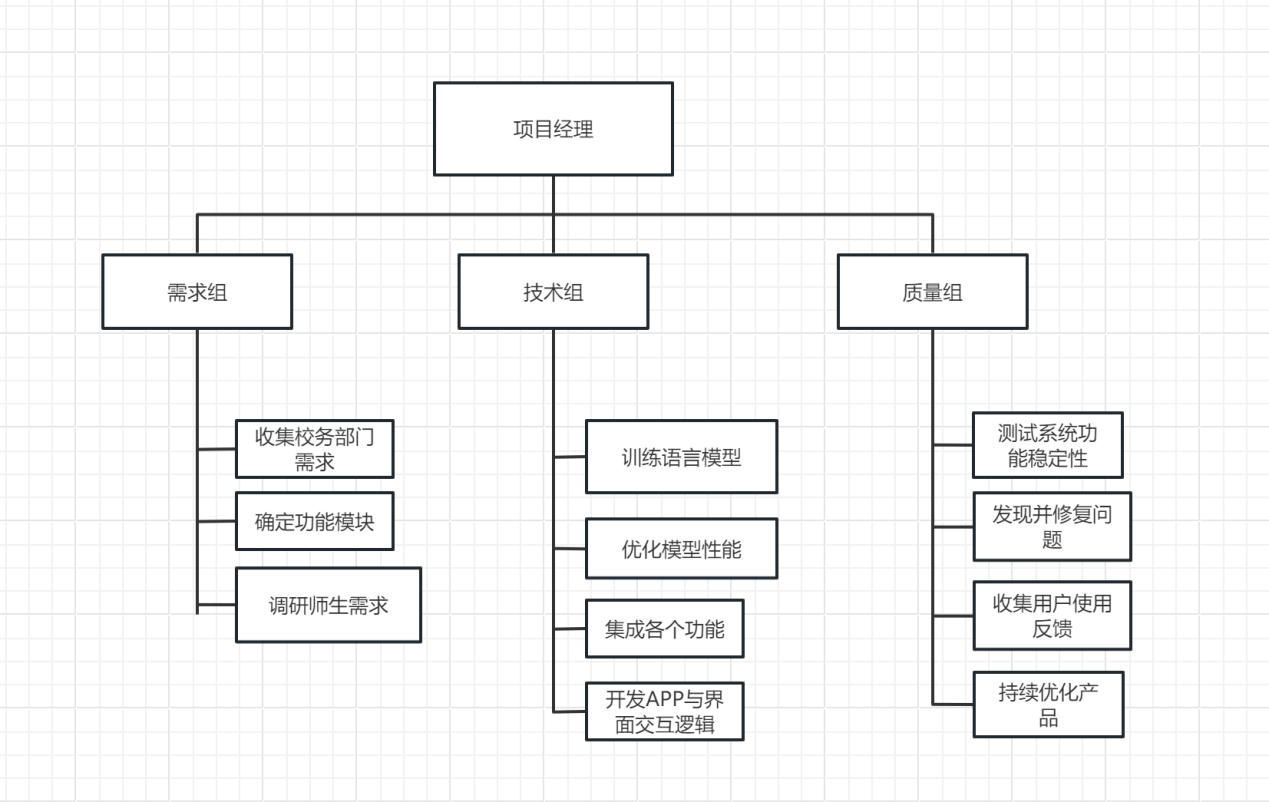 项目经理
需求组
技术组
质量组
收集校务部门
需求
确定功能模块
调研师生需求
训练语言模型
优化模型性能
集成各个功能
开发APP与界
面交互逻辑
测试系统功
能稳定性
发现并修复问
题
收集用户使用
反馈
持续优化产
品